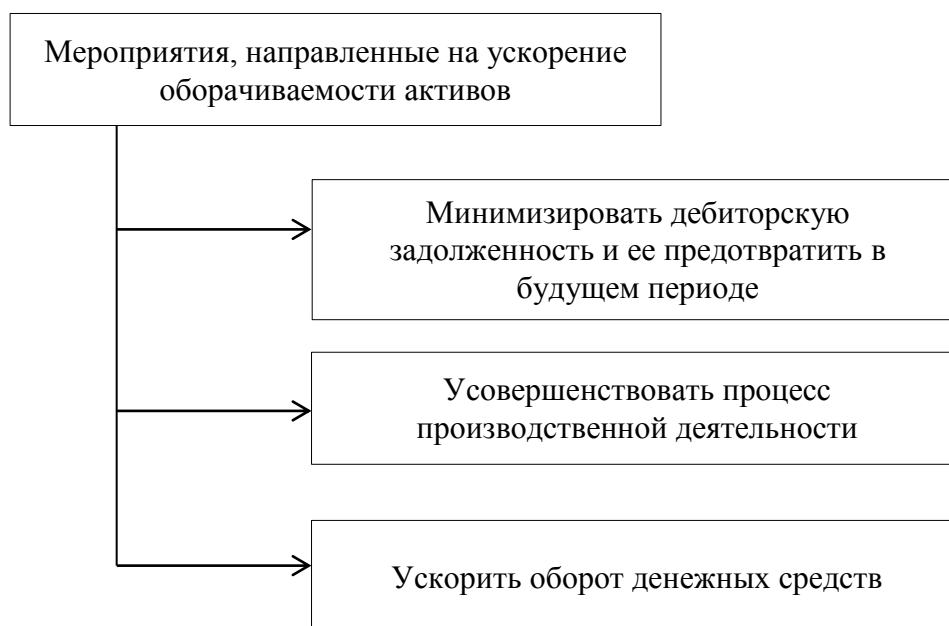 Мероприятия, направленные на ускорение
оборачиваемости активов
Минимизировать дебиторскую
задолженность и ее предотвратить в
будущем периоде
Усовершенствовать процесс
производственной деятельности
Ускорить оборот денежных средств